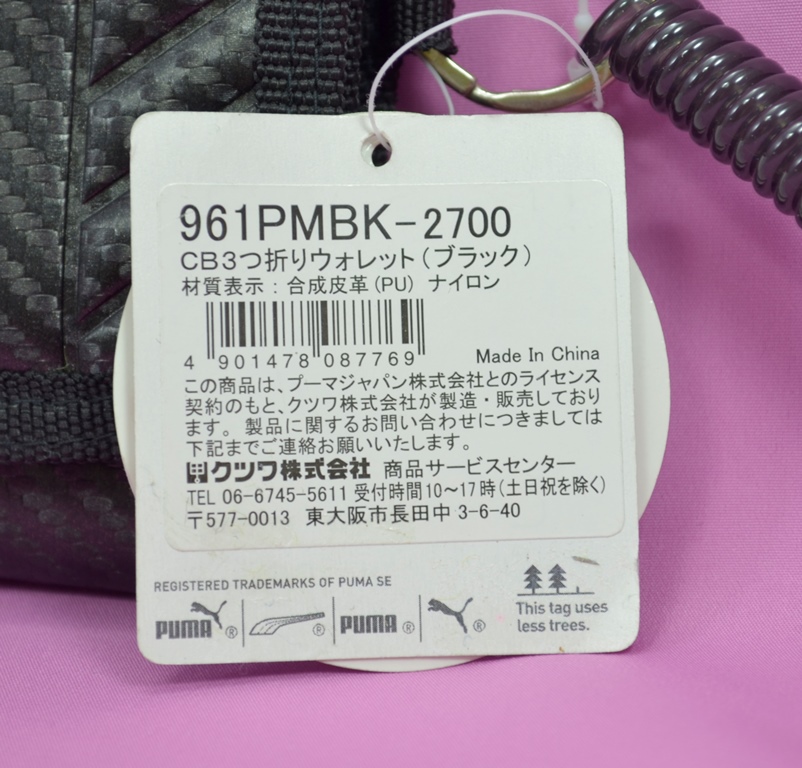 961PMBK-2700
CB3つ折りウォレット(ブラック)
材質表示：合成皮革(PU) ナイロン
4 901478 087769
Made In China
この商品は、プーマジャパン株式会社とのライセンス
契約のもと、クツワ株式会社が製造・販売しており
ます。製品に関するお問い合わせにつきましては
下記までご連絡お願いいたします。
クツワ株式会社 商品サービスセンター
TEL 06-6745-5611 受付時間10～17時(土日祝を除く)
〒577-0013 東大阪市長田中 3-6-40
REGISTERED TRADEMARKS OF PUMA SE
PUMA® ® PUMA® ®
This tag uses
less trees.